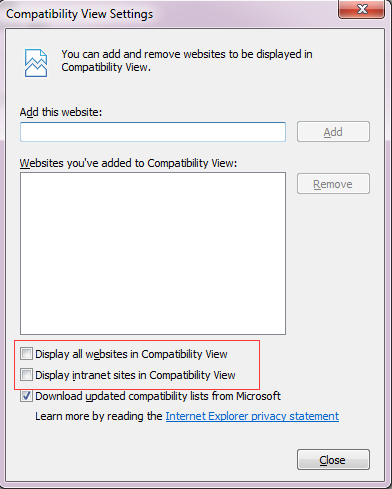 Compatibility View Settings
You can add and remove websites to be displayed in
Compatibility View.
Add this website:
Add
Websites you've added to Compatibility View:
Remove
Display all websites in Compatibility View
Display intranet sites in Compatibility View
Download updated compatibility lists from Microsoft
Learn more by reading the Internet Explorer privacy statement
Close